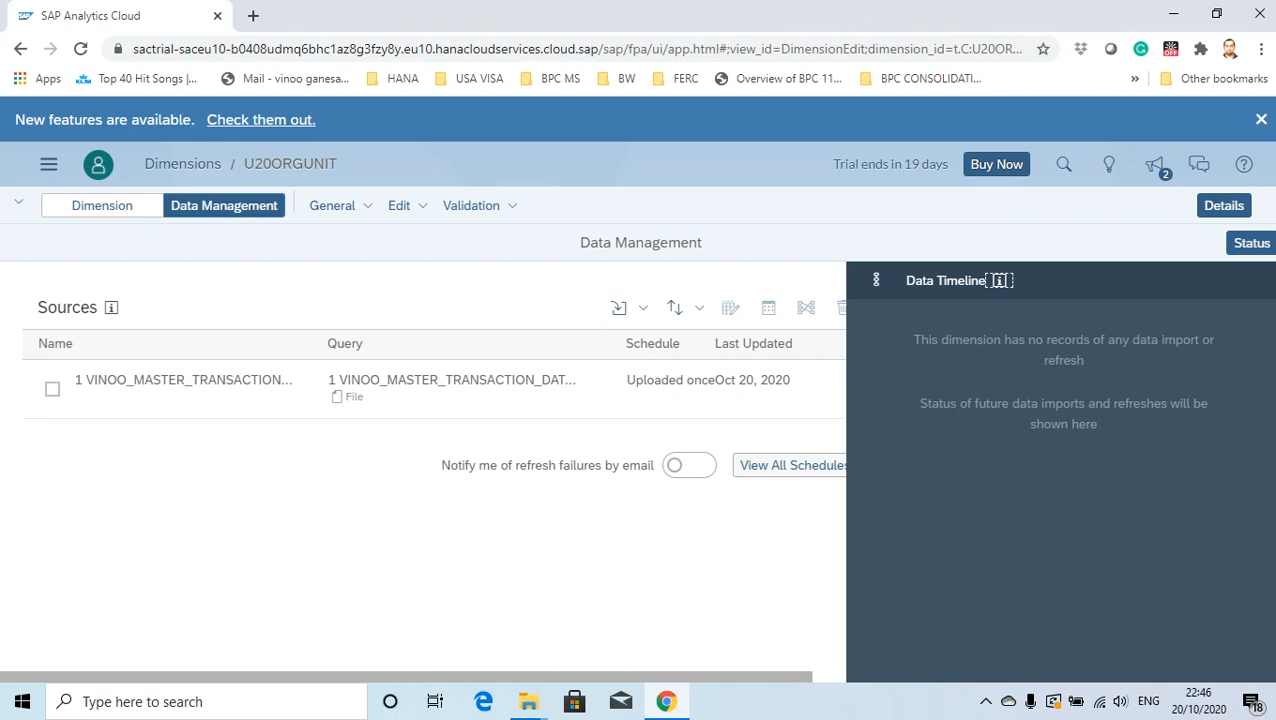 SAP Analytics Cloud
sactrial-saceu10-b0408udmq6bhc1az8g3fzy8y.eu10.hanacloudservices.cloud.sap/sap/fpa/ui/app.html#;view_id=DimensionEdit;dimension_id=t.C:U20OR...
Apps Top 40 Hit Songs |... Mail - vinoo ganesa... HANA USA VISA BPC MS BW FERC Overview of BPC 11... BPC CONSOLIDATI... » Other bookmarks
New features are available. Check them out.
Dimensions / U20ORGUNIT Trial ends in 19 days Buy Now 2
Dimension Data Management General Edit Validation Details
Data Management Status
Data Timeline
Sources
This dimension has no records of any data import or
refresh
Status of future data imports and refreshes will be
shown here
Name Query Schedule Last Updated
1 VINOO_MASTER_TRANSACTION... 1 VINOO_MASTER_TRANSACTION_DAT... Uploaded onceOct 20, 2020
File
Notify me of refresh failures by email View All Schedules
Type here to search ENG 22:46
20/10/2020 18